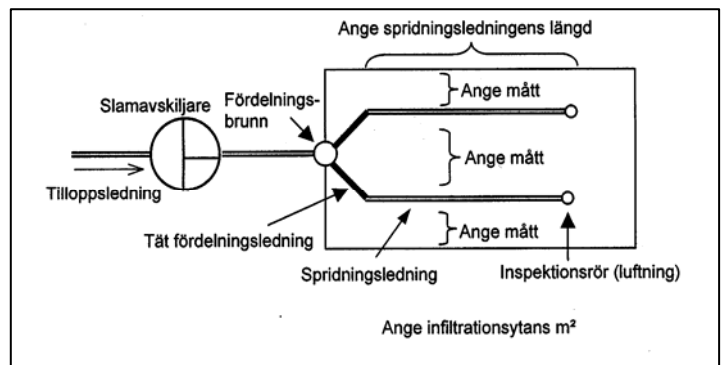 Ange spridningsledningens längd
Slamavskiljare
Fördelnings-
brunn
Ange mått
Ange mått
Tilloppsledning
Ange mått
Tät fördelningsledning
Spridningsledning
Inspektionsrör (luftning)
Ange infiltrationsytans m²